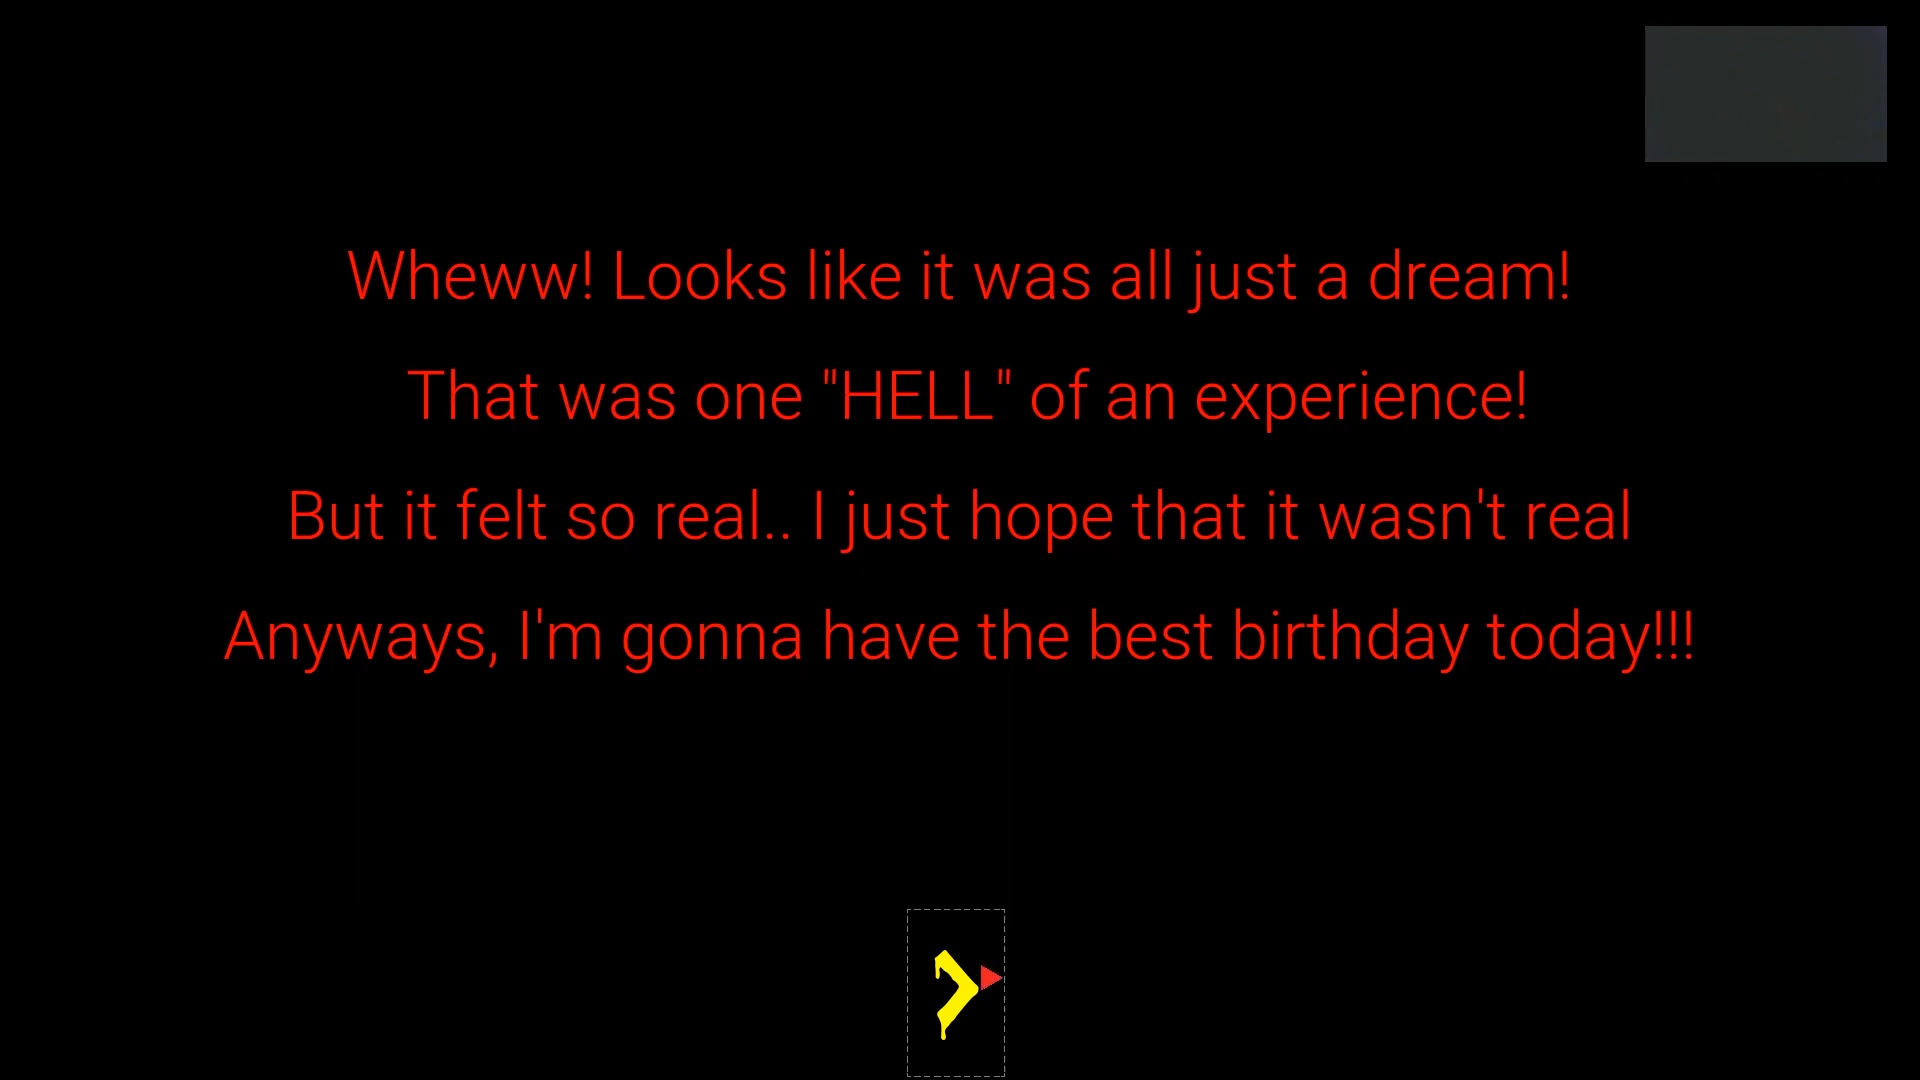 Wheww! Looks like it was all just a dream!
That was one "HELL" of an experience!
But it felt so real.. I just hope that it wasn't real
Anyways, I'm gonna have the best birthday today!!!